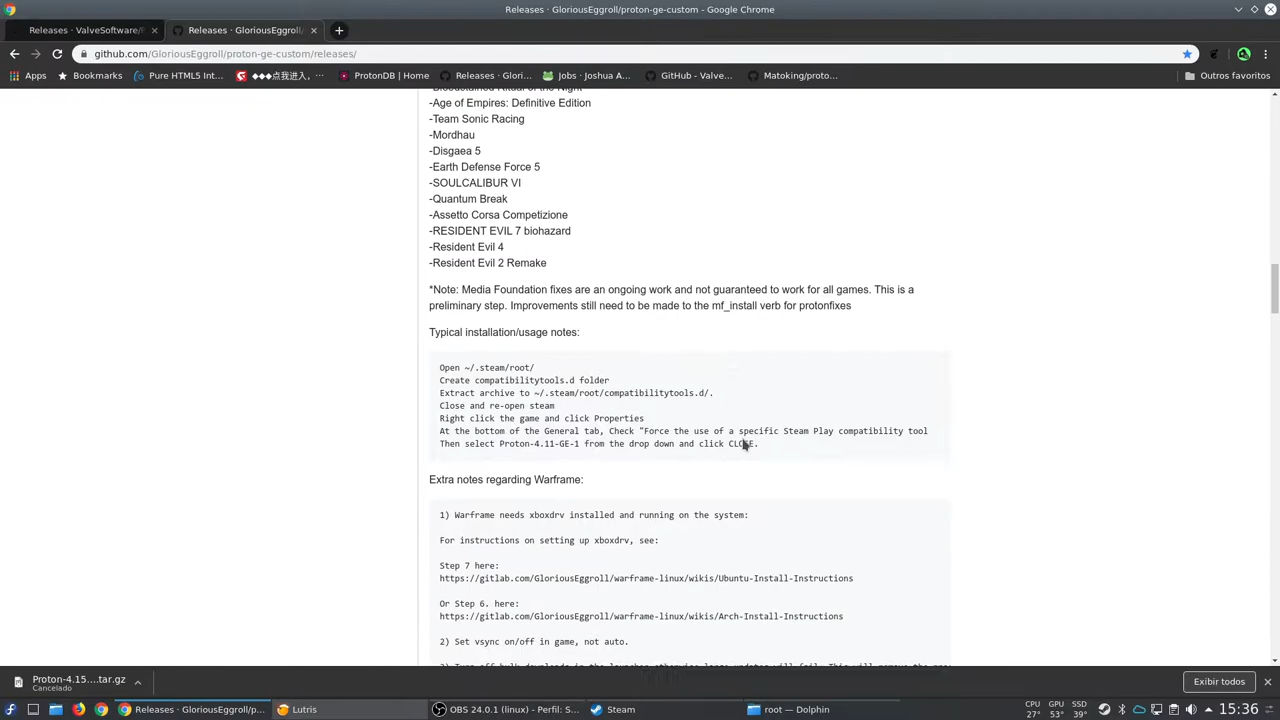 Releases · GloriousEggroll/proton-ge-custom - Google Chrome
Releases · ValveSoftware/
Releases · GloriousEggroll/
github.com/GloriousEggroll/proton-ge-custom/releases/
Apps
Bookmarks
Pure HTML5 Int...
◆◆◆点我进入，...
ProtonDB | Home
Releases · Glori...
Jobs · Joshua A...
GitHub - Valve...
Matoking/proto...
Outros favoritos
-Bloodstained Ritual of the Night
-Age of Empires: Definitive Edition
-Team Sonic Racing
-Mordhau
-Disgaea 5
-Earth Defense Force 5
-SOULCALIBUR VI
-Quantum Break
-Assetto Corsa Competizione
-RESIDENT EVIL 7 biohazard
-Resident Evil 4
-Resident Evil 2 Remake
*Note: Media Foundation fixes are an ongoing work and not guaranteed to work for all games. This is a
preliminary step. Improvements still need to be made to the mf_install verb for protonfixes
Typical installation/usage notes:
Open ~/.steam/root/
Create compatibilitytools.d folder
Extract archive to ~/.steam/root/compatibilitytools.d/.
Close and re-open steam
Right click the game and click Properties
At the bottom of the General tab, Check "Force the use of a specific Steam Play compatibility tool
Then select Proton-4.11-GE-1 from the drop down and click CLOSE.
Extra notes regarding Warframe:
1) Warframe needs xboxdrv installed and running on the system:
For instructions on setting up xboxdrv, see:
Step 7 here:
https://gitlab.com/GloriousEggroll/warframe-linux/wikis/Ubuntu-Install-Instructions
Or Step 6. here:
https://gitlab.com/GloriousEggroll/warframe-linux/wikis/Arch-Install-Instructions
2) Set vsync on/off in game, not auto.
Proton-4.15....tar.gz
Cancelado
Exibir todos
Releases · GloriousEggroll/p...
Lutris
OBS 24.0.1 (linux) - Perfil: S...
Steam
root — Dolphin
CPU GPU SSD
27° 53° 39°
15:36